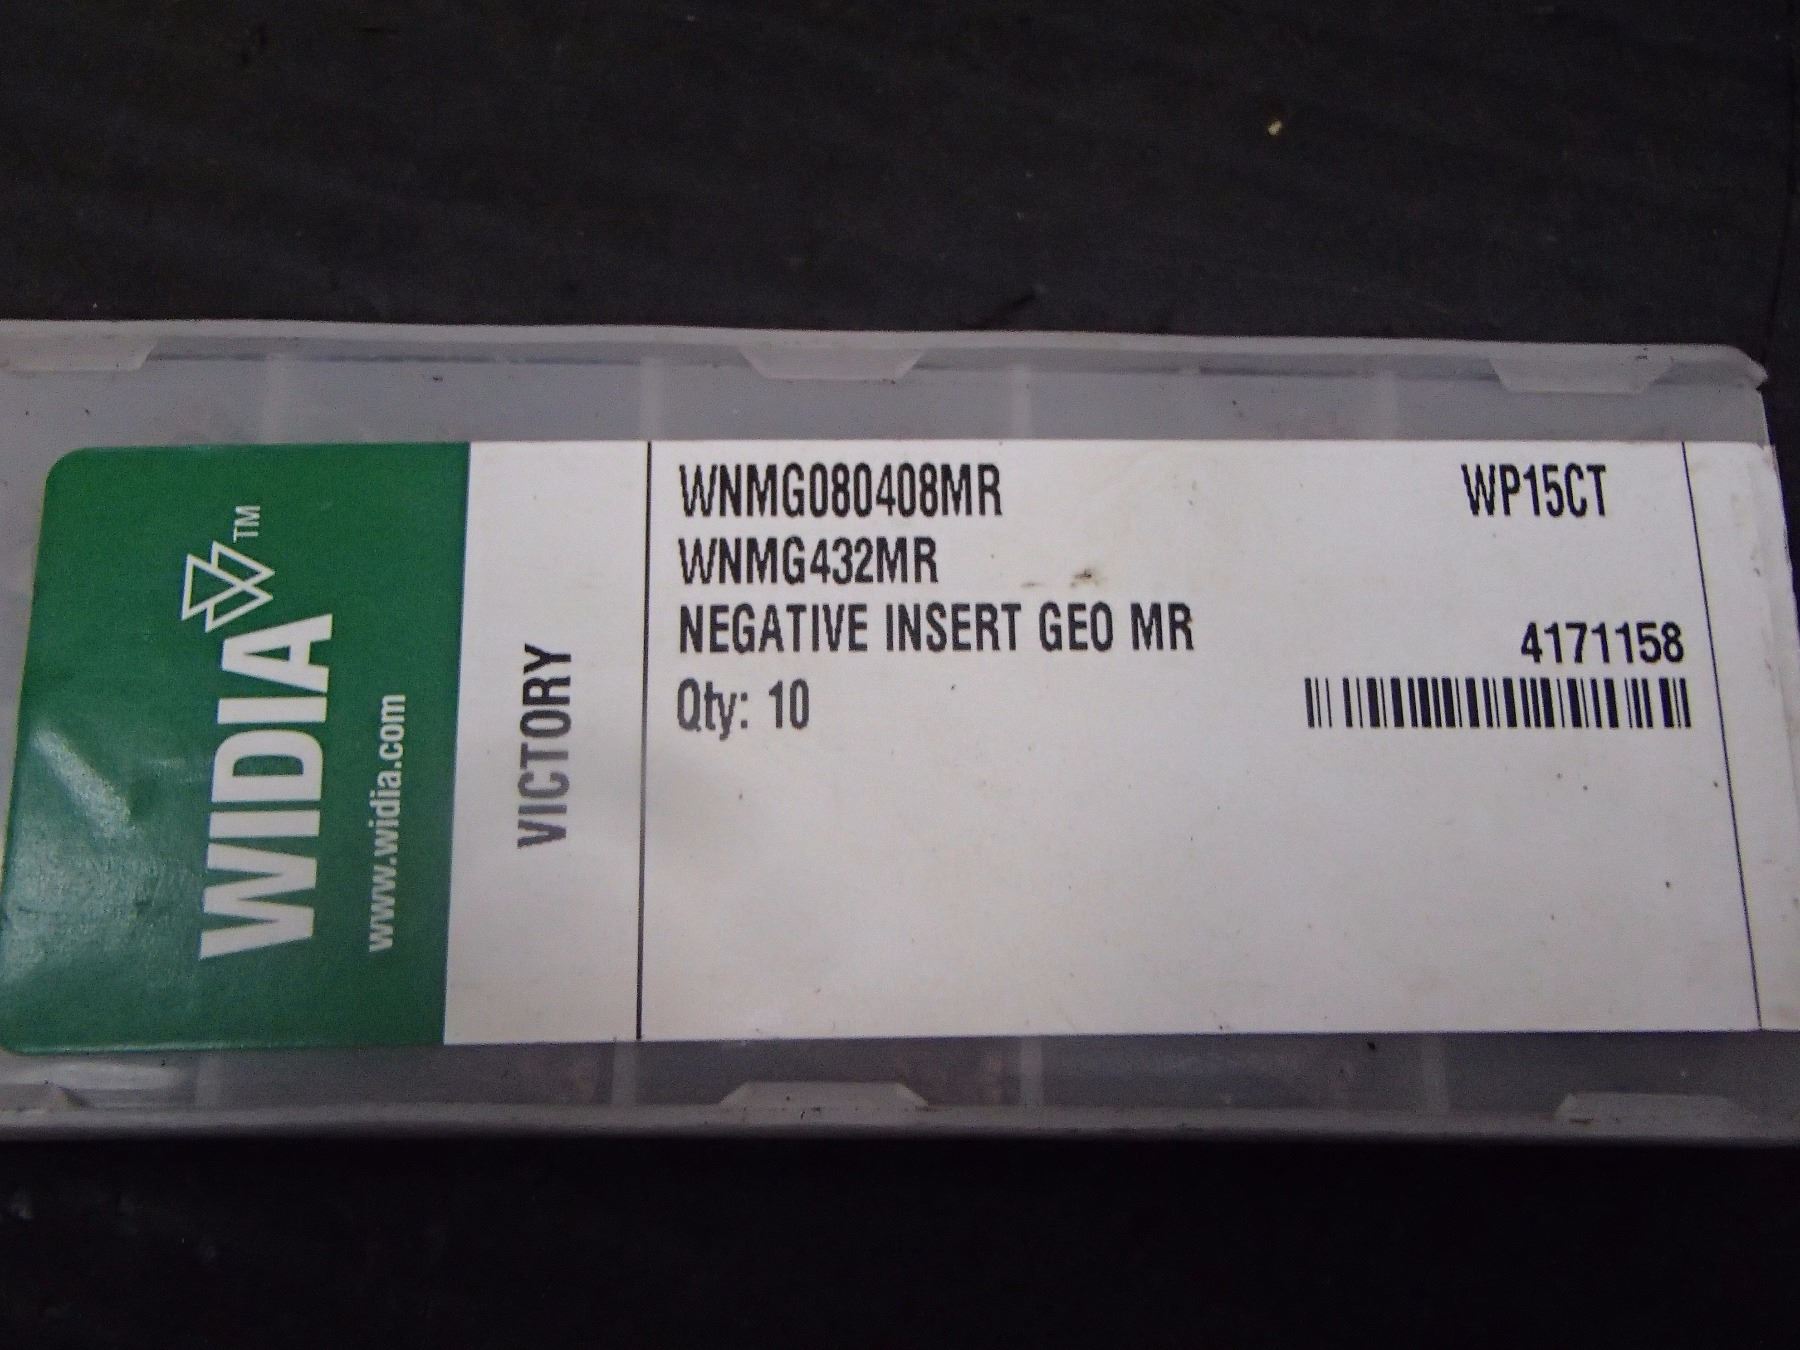 WIDIA™
www.widia.com
VICTORY
WNMG080408MR WP15CT
WNMG432MR
NEGATIVE INSERT GEO MR
4171158
Qty: 10